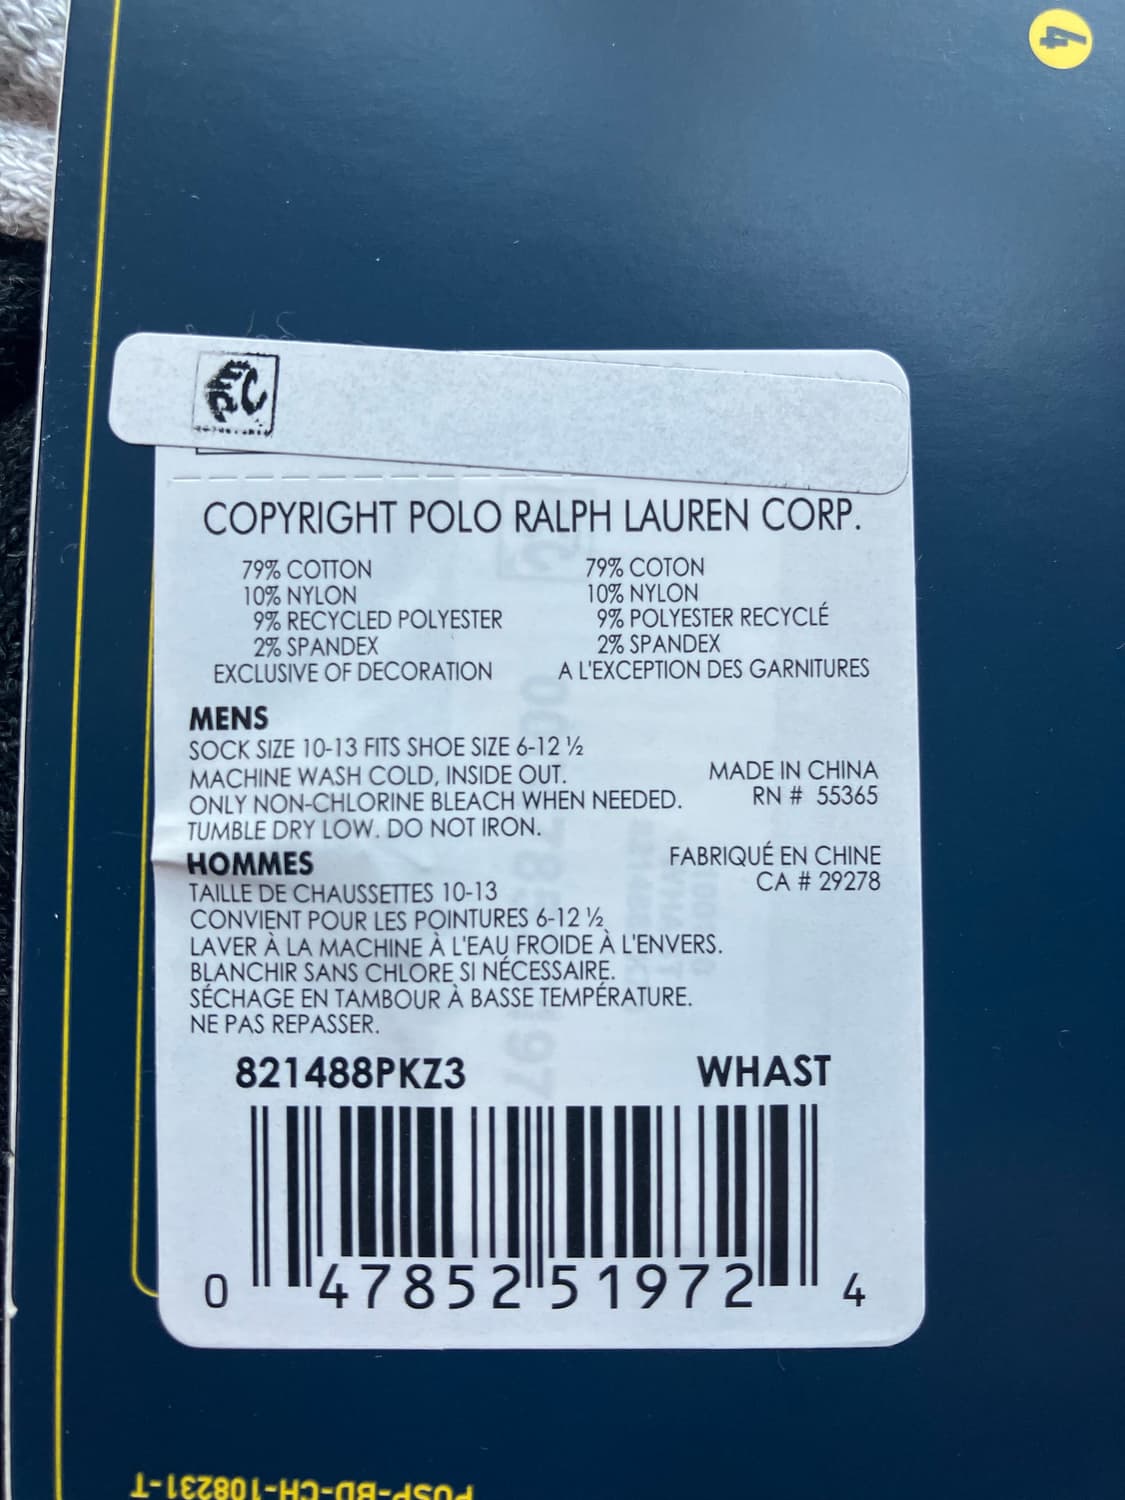 4
COPYRIGHT POLO RALPH LAUREN CORP.
79% COTTON
10% NYLON
9% RECYCLED POLYESTER
2% SPANDEX
EXCLUSIVE OF DECORATION
79% COTON
10% NYLON
9% POLYESTER RECYCLÉ
2% SPANDEX
A L'EXCEPTION DES GARNITURES
MENS
SOCK SIZE 10-13 FITS SHOE SIZE 6-12 ½
MACHINE WASH COLD, INSIDE OUT.
ONLY NON-CHLORINE BLEACH WHEN NEEDED.
TUMBLE DRY LOW. DO NOT IRON.
MADE IN CHINA
RN # 55365
HOMMES
TAILLE DE CHAUSSETTES 10-13
CONVIENT POUR LES POINTURES 6-12 ½
LAVER À LA MACHINE À L'EAU FROIDE À L'ENVERS.
BLANCHIR SANS CHLORE SI NÉCESSAIRE.
SÉCHAGE EN TAMBOUR À BASSE TEMPÉRATURE.
NE PAS REPASSER.
FABRIQUÉ EN CHINE
CA # 29278
821488PKZ3 WHAST
0 47852 51972 4
POSP-BD-CH-108231-T